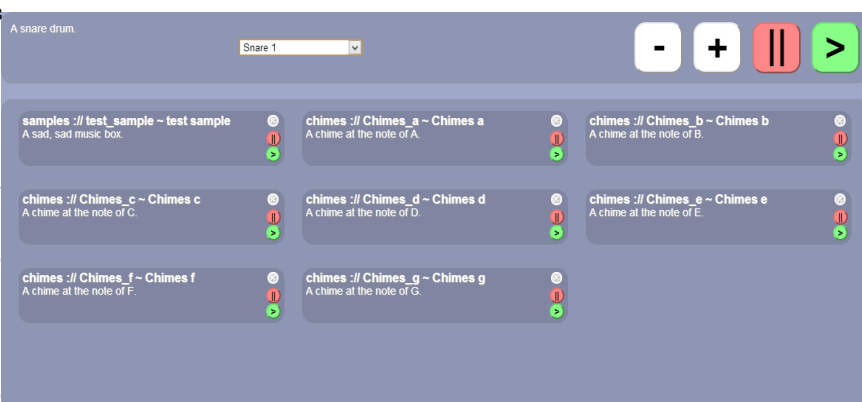 A snare drum.
Snare 1
- + || >
samples :// test_sample ~ test sample
A sad, sad music box.
|| >
chimes :// Chimes_a ~ Chimes a
A chime at the note of A.
|| >
chimes :// Chimes_b ~ Chimes b
A chime at the note of B.
|| >
chimes :// Chimes_c ~ Chimes c
A chime at the note of C.
|| >
chimes :// Chimes_d ~ Chimes d
A chime at the note of D.
|| >
chimes :// Chimes_e ~ Chimes e
A chime at the note of E.
|| >
chimes :// Chimes_f ~ Chimes f
A chime at the note of F.
|| >
chimes :// Chimes_g ~ Chimes g
A chime at the note of G.
|| >